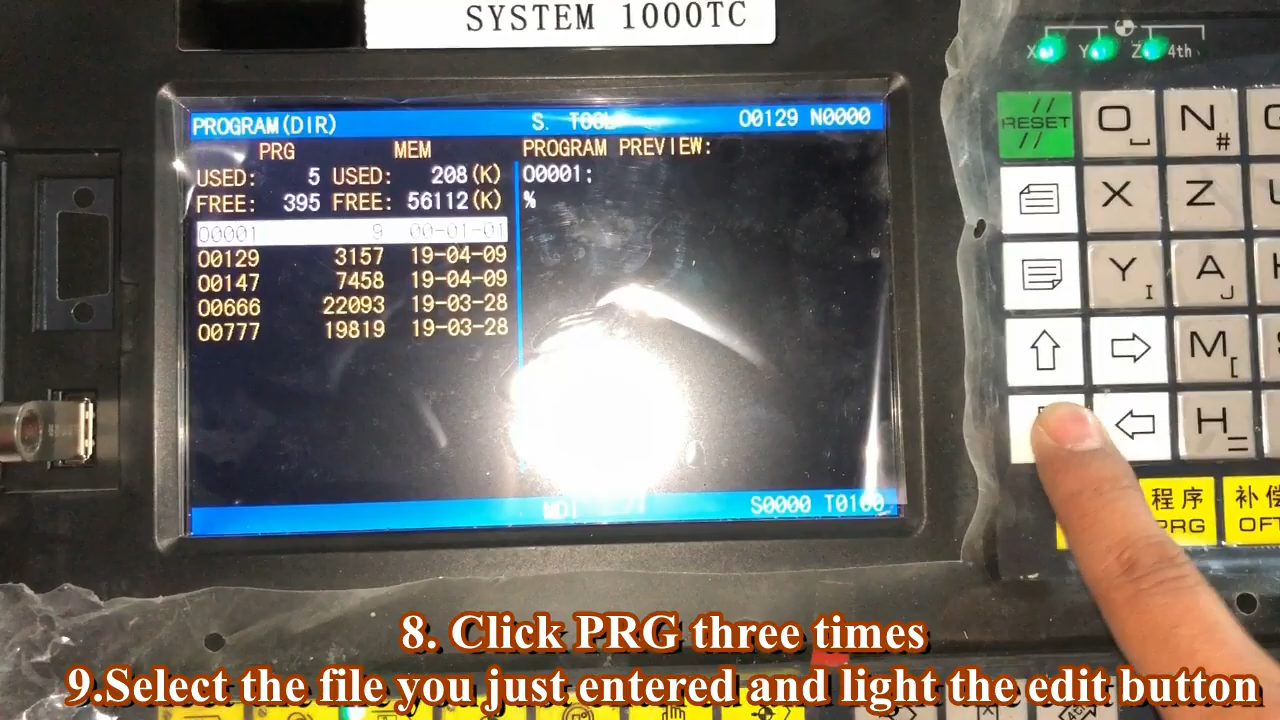 SYSTEM 1000TC
X Y Z 4th
PROGRAM(DIR) S. TOOL O0129 N0000
PRG MEM
USED: 5 USED: 208(K)
FREE: 395 FREE: 56112(K)
O0001 9 00-01-01
O0129 3157 19-04-09
O0147 7458 19-04-09
O0666 22093 19-03-28
O0777 19819 19-03-28
PROGRAM PREVIEW:
O0001;
%
MDI S0000 T0100
// RESET //
O N #
X Z
Y I A J
M [
H =
程序 补偿
PRG OFT
8. Click PRG three times
9.Select the file you just entered and light the edit button